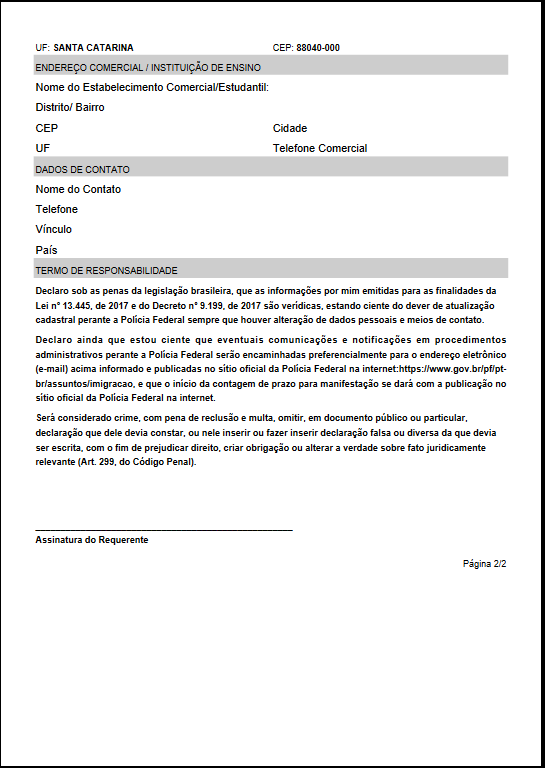 UF: SANTA CATARINA CEP: 88040-000
ENDEREÇO COMERCIAL / INSTITUIÇÃO DE ENSINO
Nome do Estabelecimento Comercial/Estudantil:
Distrito/ Bairro
CEP Cidade
UF Telefone Comercial
DADOS DE CONTATO
Nome do Contato
Telefone
Vínculo
País
TERMO DE RESPONSABILIDADE
Declaro sob as penas da legislação brasileira, que as informações por mim emitidas para as finalidades da
Lei nº 13.445, de 2017 e do Decreto nº 9.199, de 2017 são verídicas, estando ciente do dever de atualização
cadastral perante a Polícia Federal sempre que houver alteração de dados pessoais e meios de contato.
Declaro ainda que estou ciente que eventuais comunicações e notificações em procedimentos
administrativos perante a Polícia Federal serão encaminhadas preferencialmente para o endereço eletrônico
(e-mail) acima informado e publicadas no sítio oficial da Polícia Federal na internet:https://www.gov.br/pf/pt-
br/assuntos/imigracao, e que o início da contagem de prazo para manifestação se dará com a publicação no
sítio oficial da Polícia Federal na internet.
Será considerado crime, com pena de reclusão e multa, omitir, em documento público ou particular,
declaração que dele devia constar, ou nele inserir ou fazer inserir declaração falsa ou diversa da que devia
ser escrita, com o fim de prejudicar direito, criar obrigação ou alterar a verdade sobre fato juridicamente
relevante (Art. 299, do Código Penal).
Assinatura do Requerente
Página 2/2